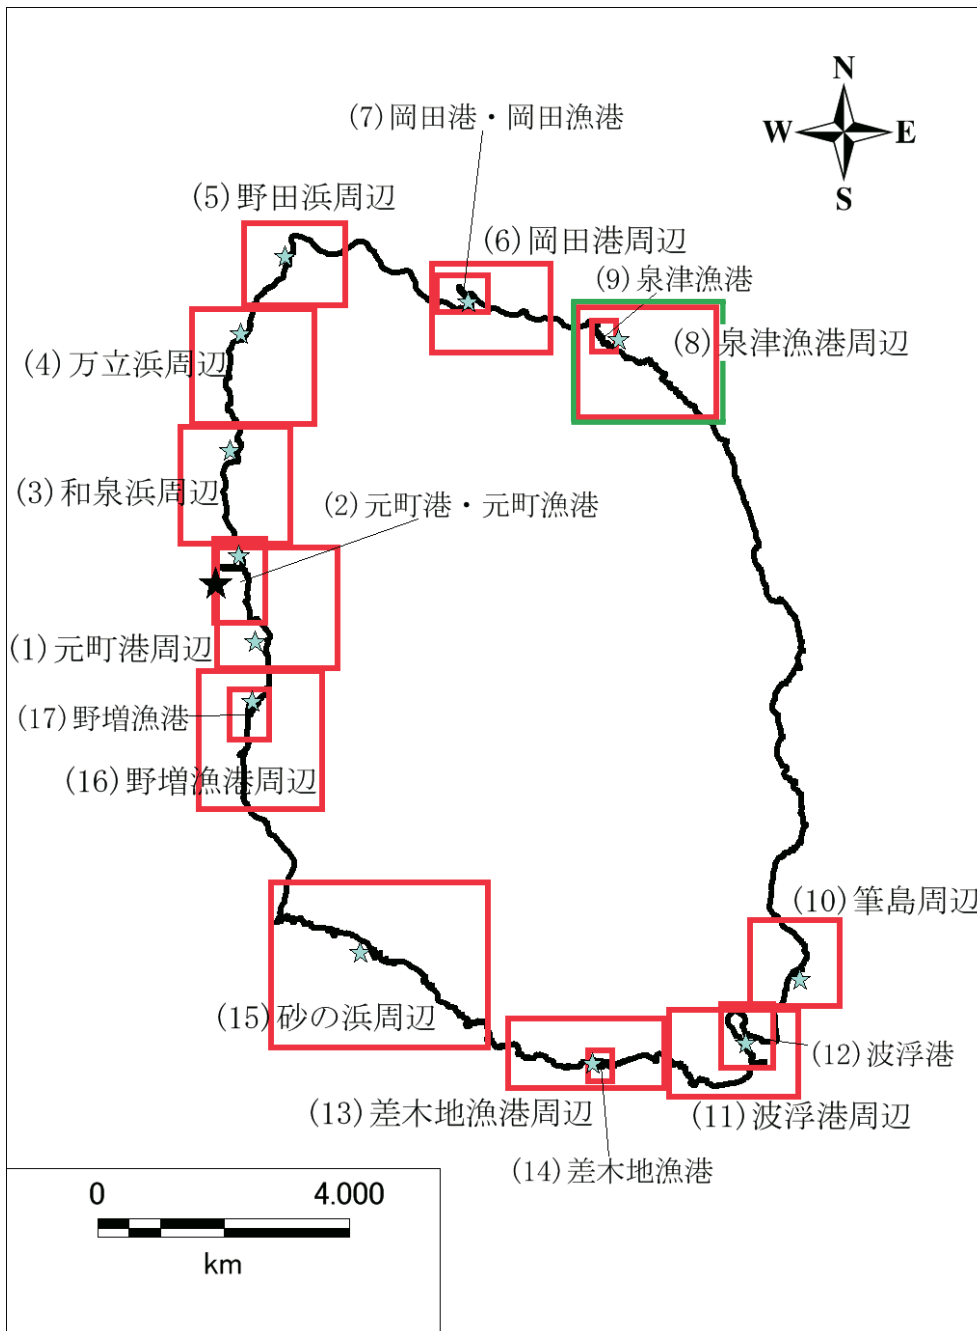 N
W
E
S
(7)岡田港・岡田漁港
(5)野田浜周辺
(6)岡田港周辺
(9)泉津漁港
(8)泉津漁港周辺
(4)万立浜周辺
(3)和泉浜周辺
(2)元町港・元町漁港
(1)元町港周辺
(17)野増漁港
(16)野増漁港周辺
(10)筆島周辺
(15)砂の浜周辺
(12)波浮港
(13)差木地漁港周辺
(11)波浮港周辺
(14)差木地漁港
0
4.000
km